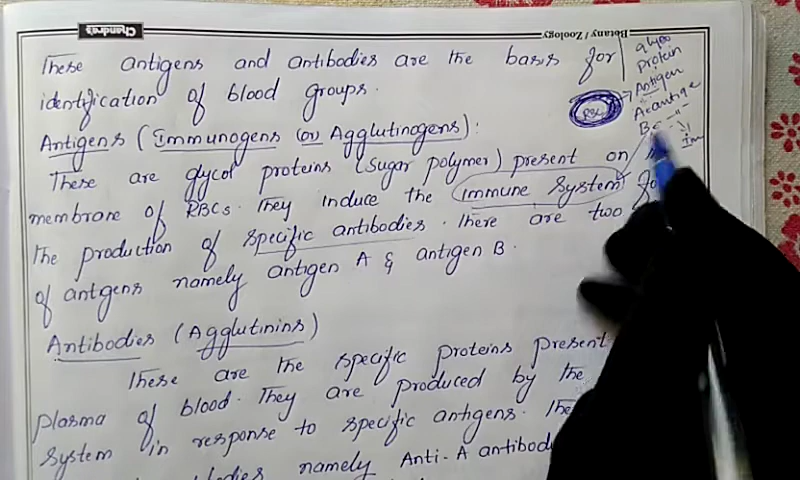 Chandra's
Botany / Zoology
These antigens and antibodies are the basis for
identification of blood groups.
Antigens (Immunogens (or) Agglutinogens):
These are glycol proteins (Sugar polymer) present on
membrane of RBCs. They induce the Immune System
the production of specific antibodies. There are two
of antigens namely antigen A & antigen B.
Antibodies (Agglutinins)
These are the specific proteins present
plasma of blood. They are produced by the
System in response to specific antigens.
namely Anti-A
RBC
protein
Antigen